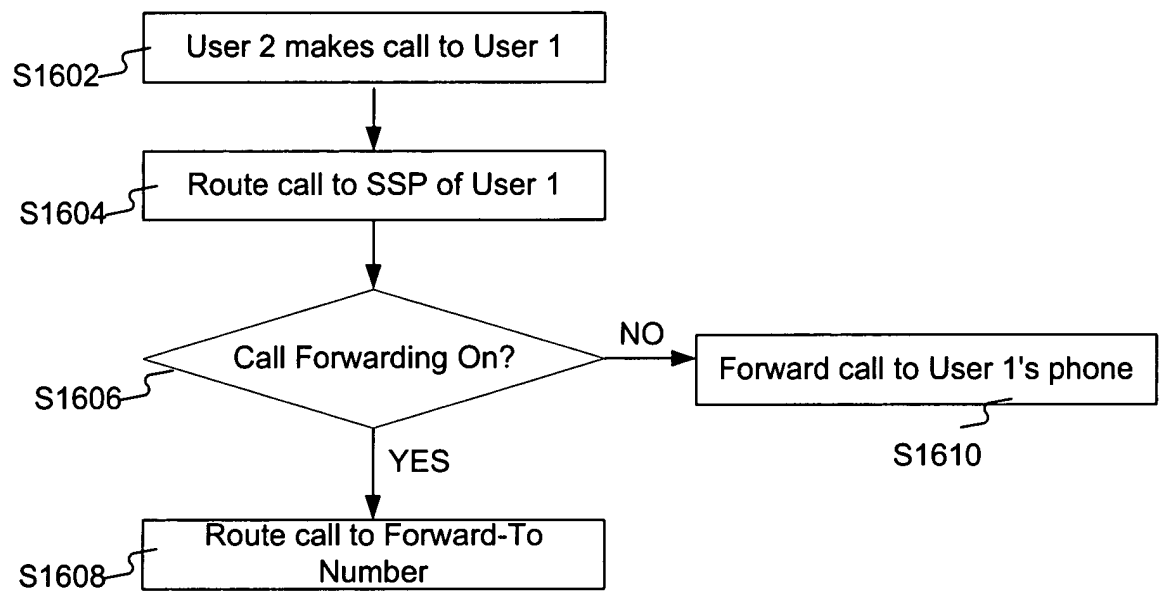 User 2 makes call to User 1
S1602
Route call to SSP of User 1
S1604
Call Forwarding On?
NO
Forward call to User 1's phone
S1606
S1610
YES
Route call to Forward-To
Number
S1608